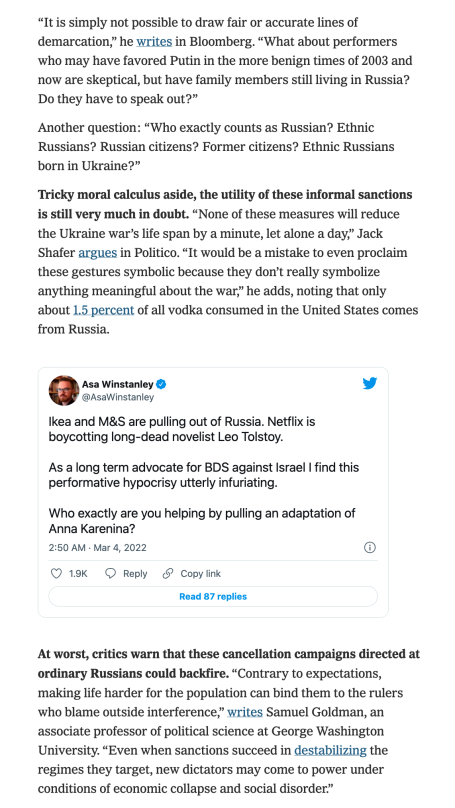 “It is simply not possible to draw fair or accurate lines of
demarcation,” he writes in Bloomberg. “What about performers
who may have favored Putin in the more benign times of 2003 and
now are skeptical, but have family members still living in Russia?
Do they have to speak out?”
Another question: “Who exactly counts as Russian? Ethnic
Russians? Russian citizens? Former citizens? Ethnic Russians
born in Ukraine?”
Tricky moral calculus aside, the utility of these informal sanctions
is still very much in doubt. “None of these measures will reduce
the Ukraine war’s life span by a minute, let alone a day,” Jack
Shafer argues in Politico. “It would be a mistake to even proclaim
these gestures symbolic because they don’t really symbolize
anything meaningful about the war,” he adds, noting that only
about 1.5 percent of all vodka consumed in the United States comes
from Russia.
Asa Winstanley
@AsaWinstanley
Ikea and M&S are pulling out of Russia. Netflix is
boycotting long-dead novelist Leo Tolstoy.
As a long term advocate for BDS against Israel I find this
performative hypocrisy utterly infuriating.
Who exactly are you helping by pulling an adaptation of
Anna Karenina?
2:50 AM · Mar 4, 2022
1.9K Reply Copy link
Read 87 replies
At worst, critics warn that these cancellation campaigns directed at
ordinary Russians could backfire. “Contrary to expectations,
making life harder for the population can bind them to the rulers
who blame outside interference,” writes Samuel Goldman, an
associate professor of political science at George Washington
University. “Even when sanctions succeed in destabilizing the
regimes they target, new dictators may come to power under
conditions of economic collapse and social disorder.”